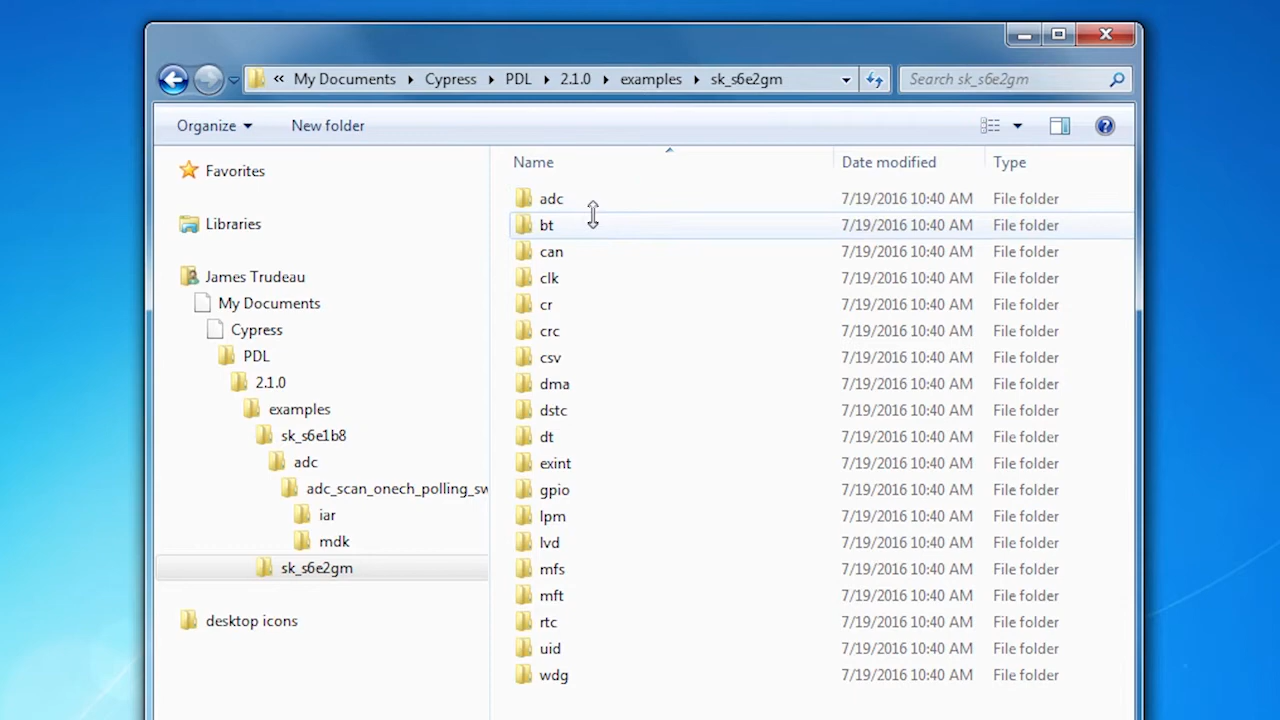 « My Documents Cypress PDL 2.1.0 examples sk_s6e2gm Search sk_s6e2gm
Organize New folder
Favorites
Libraries
James Trudeau
My Documents
Cypress
PDL
2.1.0
examples
sk_s6e1b8
adc
adc_scan_onech_polling_sw
iar
mdk
sk_s6e2gm
desktop icons
Name Date modified Type
adc 7/19/2016 10:40 AM File folder
bt 7/19/2016 10:40 AM File folder
can 7/19/2016 10:40 AM File folder
clk 7/19/2016 10:40 AM File folder
cr 7/19/2016 10:40 AM File folder
crc 7/19/2016 10:40 AM File folder
csv 7/19/2016 10:40 AM File folder
dma 7/19/2016 10:40 AM File folder
dstc 7/19/2016 10:40 AM File folder
dt 7/19/2016 10:40 AM File folder
exint 7/19/2016 10:40 AM File folder
gpio 7/19/2016 10:40 AM File folder
lpm 7/19/2016 10:40 AM File folder
lvd 7/19/2016 10:40 AM File folder
mfs 7/19/2016 10:40 AM File folder
mft 7/19/2016 10:40 AM File folder
rtc 7/19/2016 10:40 AM File folder
uid 7/19/2016 10:40 AM File folder
wdg 7/19/2016 10:40 AM File folder